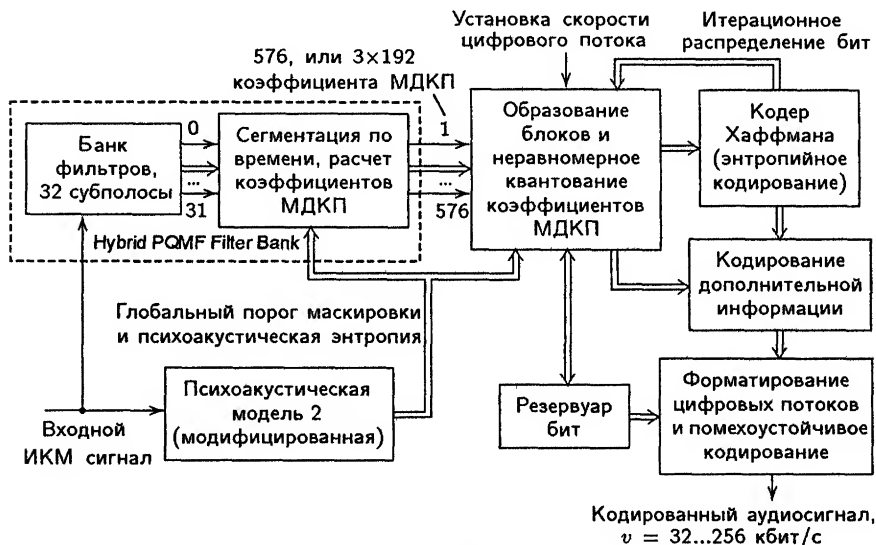 Установка скорости
цифрового потока
Итерационное
распределение бит
576, или 3×192
коэффициента МДКП
Банк
фильтров,
32 субполосы
0
...
31
Сегментация по
времени, расчет
коэффициентов
МДКП
1
...
576
Hybrid PQMF Filter Bank
Образование
блоков и
неравномерное
квантование
коэффициентов
МДКП
Кодер
Хаффмана
(энтропийное
кодирование)
Кодирование
дополнительной
информации
Глобальный порог маскировки
и психоакустическая энтропия
Входной
ИКМ сигнал
Психоакустическая
модель 2
(модифицированная)
Резервуар
бит
Форматирование
цифровых потоков
и помехоустойчивое
кодирование
Кодированный аудиосигнал,
v = 32...256 кбит/с